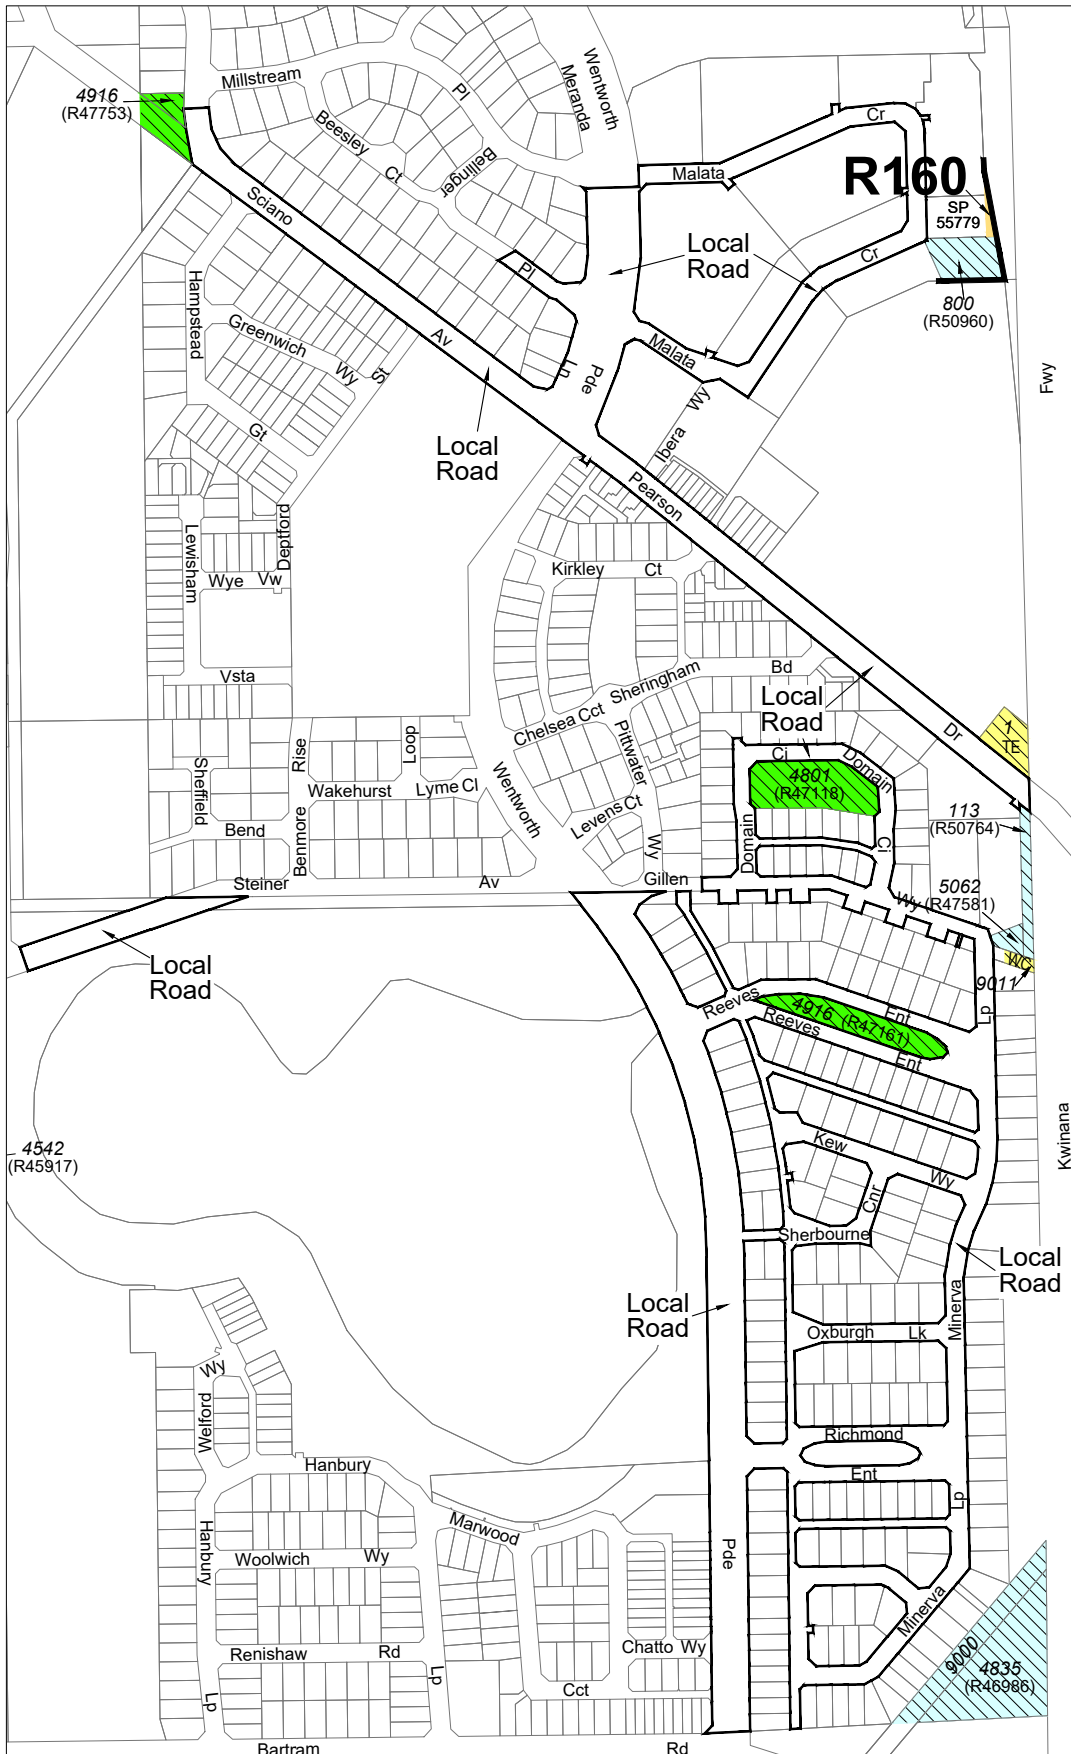 4916
(R47753)
Millstream
Pl
Wentworth
Meranda
Beesley
Ct
Bellinger
Cr
Malata
R160
SP
55779
Sciano
Local
Road
Cr
Pl
800
(R50960)
Hampstead
Greenwich
Wy
St
Av
Ln
Pde
Malata
Wy
Ibera
Fwy
Gt
Local
Road
Pearson
Lewisham
Deptford
Wye
Vw
Kirkley
Ct
Vsta
Sheringham
Bd
Local
Road
Chelsea Cct
Pittwater
Dr
1
TE
Sheffield
Rise
Loop
Wakehurst
Lyme Cl
Wentworth
Ci
Domain
4801
(R47118)
Levens Ct
113
(R50764)
Bend
Benmore
Wy
Domain
Ci
Steiner
Av
Gillen
Wy
5062
(R47581)
WC
9011
Local
Road
Reeves
Ent
4916 (R47161)
Reeves
Ent
Lp
Kwinana
4542
(R45917)
Kew
Wy
Cnr
Sherbourne
Local
Road
Local
Road
Minerva
Oxburgh
Lk
Wy
Welford
Richmond
Ent
Hanbury
Lp
Marwood
Hanbury
Woolwich
Wy
Pde
Minerva
Renishaw
Rd
Chatto Wy
9000
4835
(R46986)
Lp
Lp
Cct
Bartram
Rd